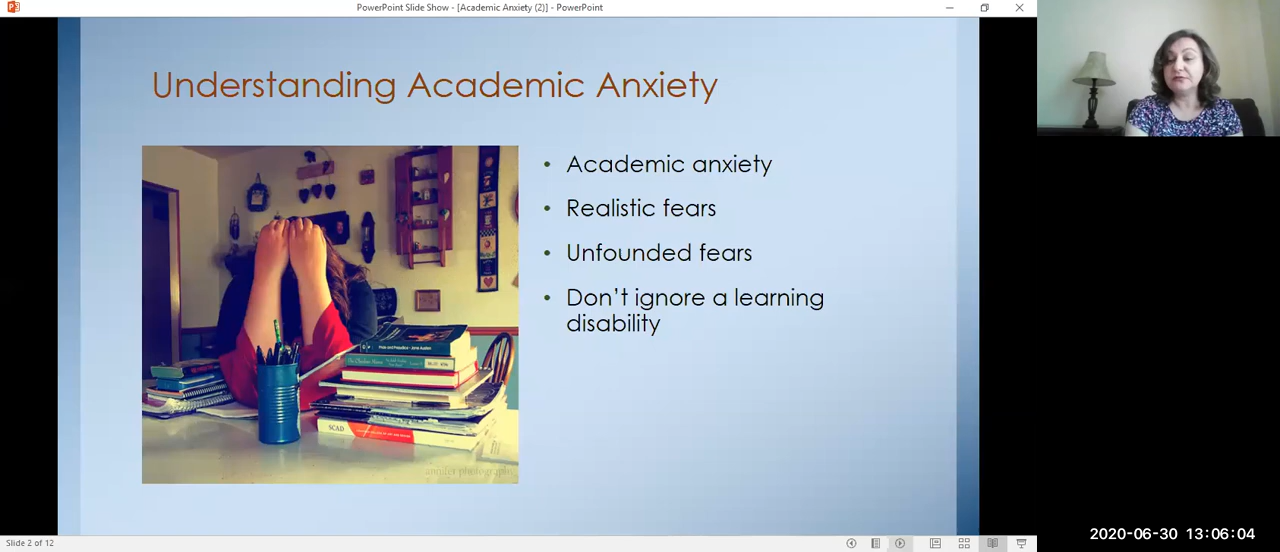 PowerPoint Slide Show - [Academic Anxiety (2)] - PowerPoint
Understanding Academic Anxiety
• Academic anxiety
• Realistic fears
• Unfounded fears
• Don't ignore a learning
disability
Pride and Prejudice - Jane Austen
SCAD
Slide 2 of 12
2020-06-30 13:06:04